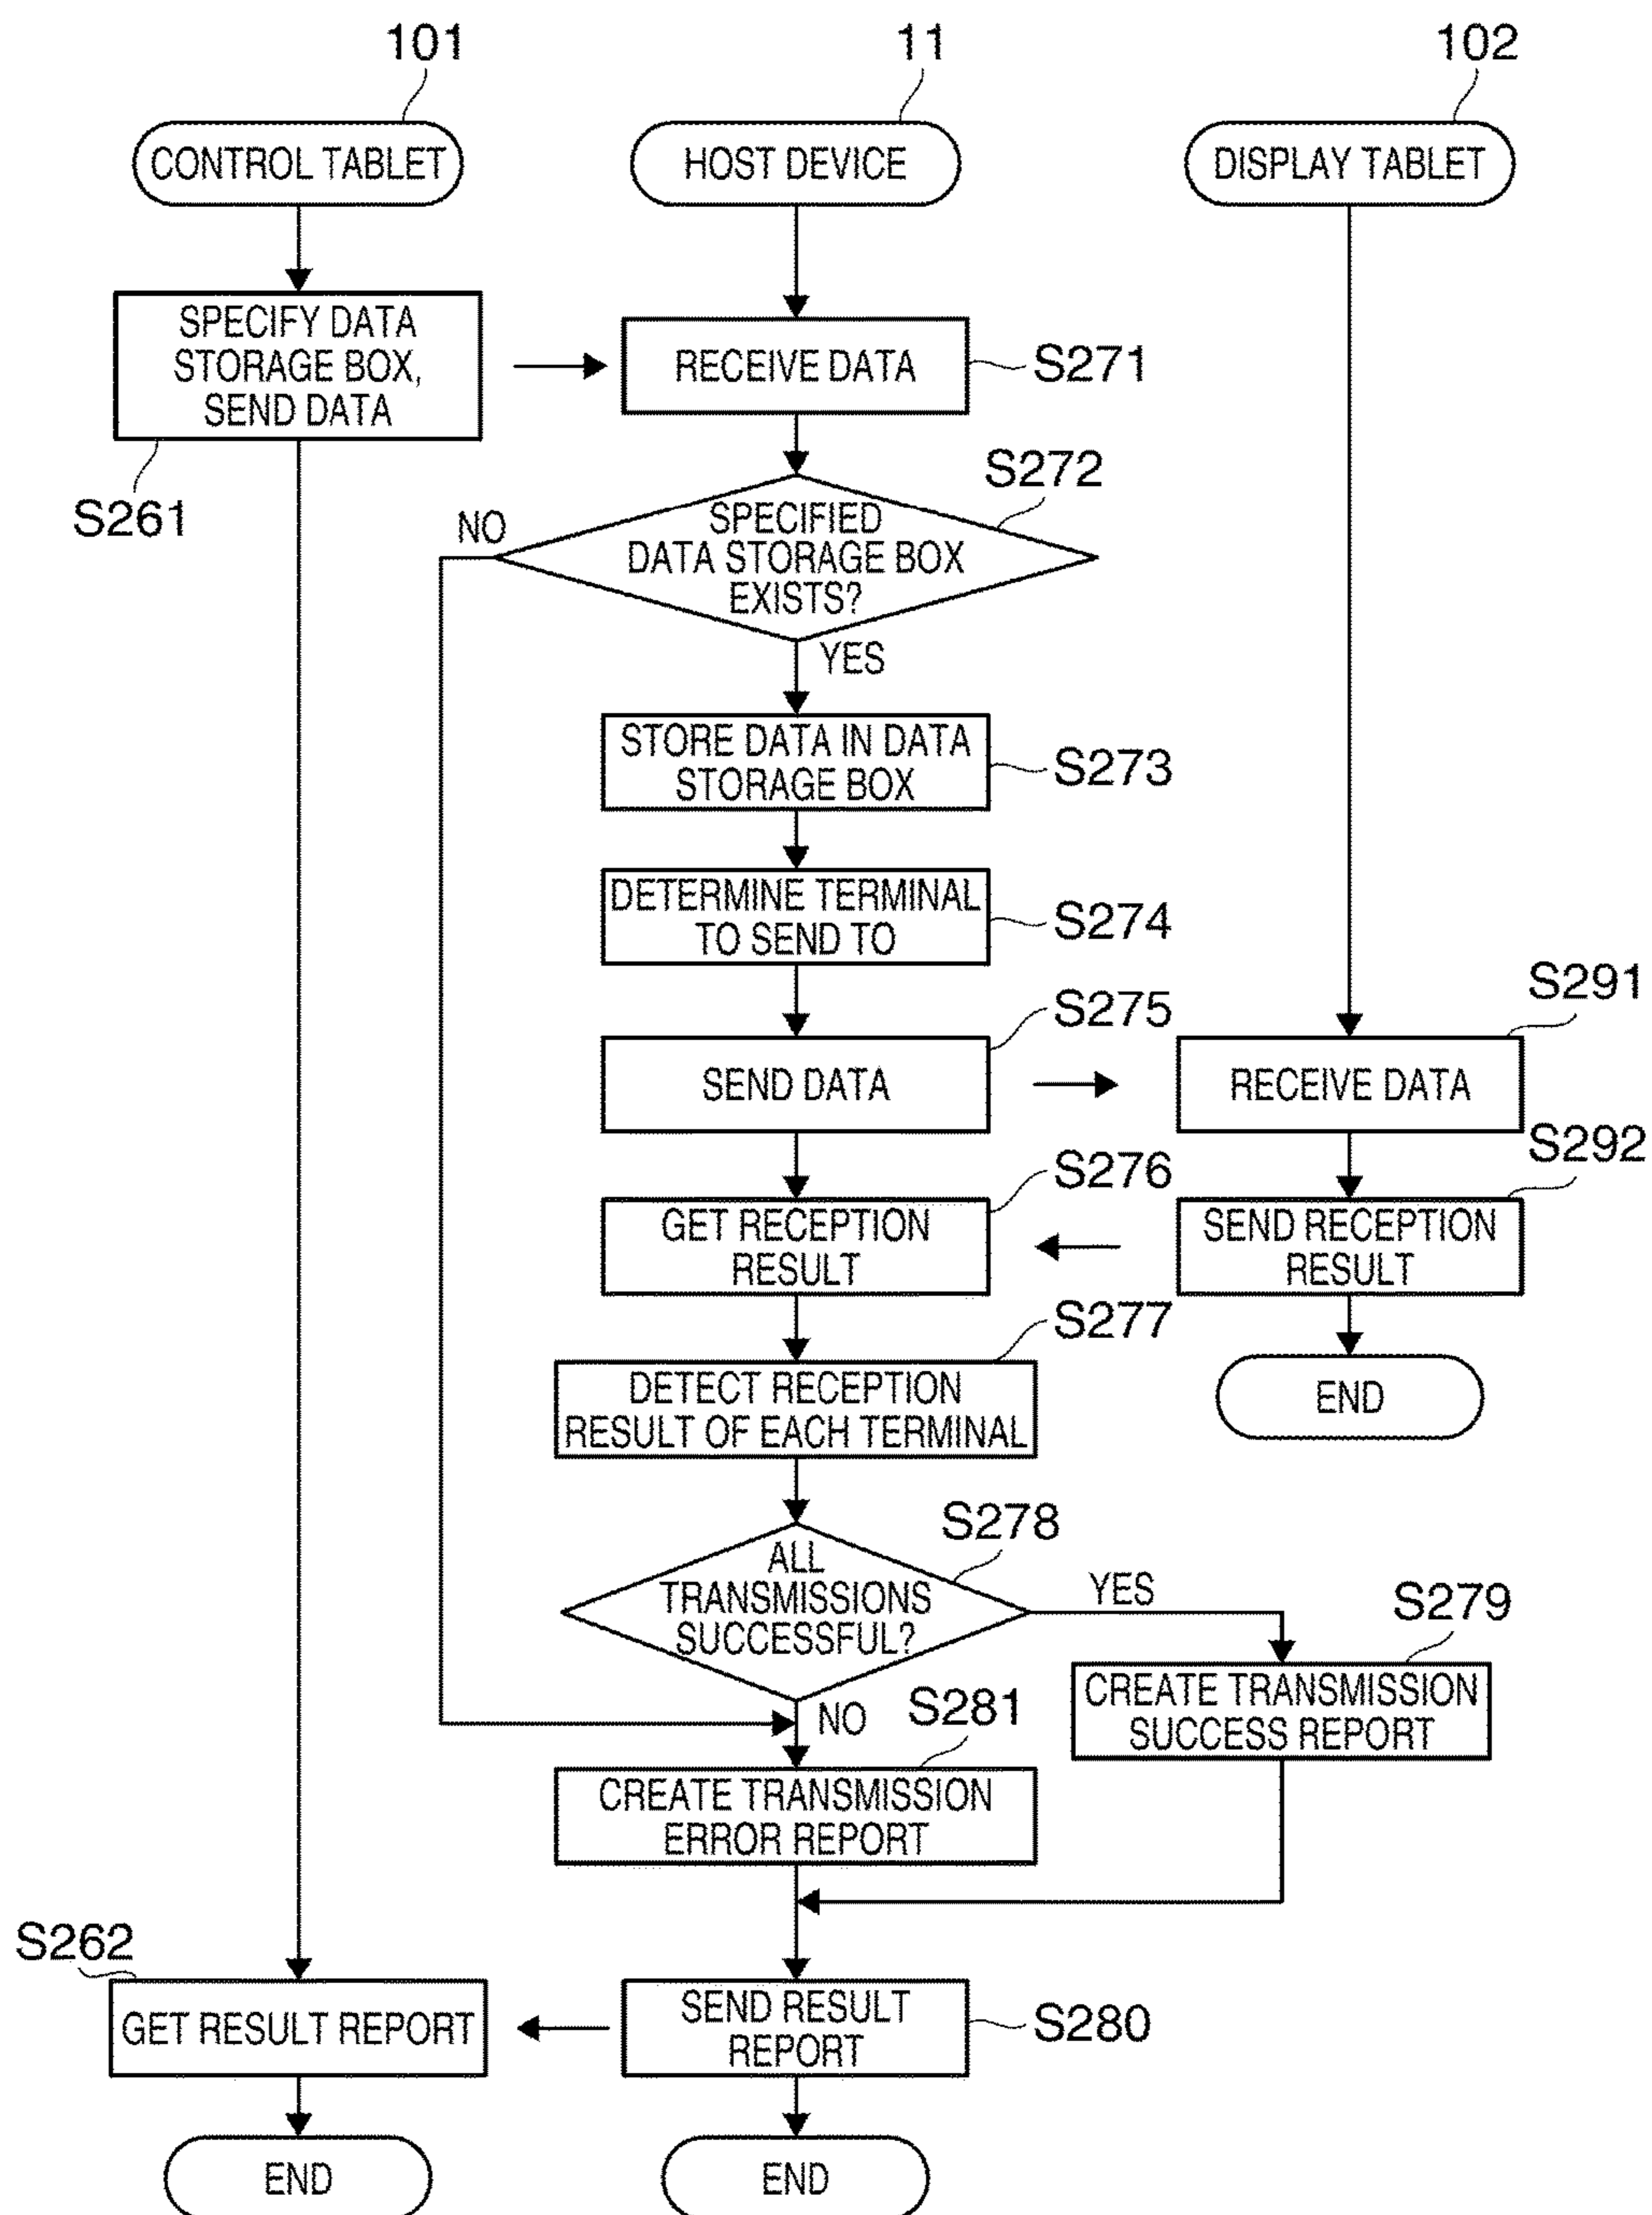 101
11
102
CONTROL TABLET
HOST DEVICE
DISPLAY TABLET
SPECIFY DATA
STORAGE BOX,
SEND DATA
S261
RECEIVE DATA
S271
S272
NO
SPECIFIED
DATA STORAGE BOX
EXISTS?
YES
STORE DATA IN DATA
STORAGE BOX
S273
DETERMINE TERMINAL
TO SEND TO
S274
S275
SEND DATA
S291
RECEIVE DATA
S276
GET RECEPTION
RESULT
S292
SEND RECEPTION
RESULT
END
S277
DETECT RECEPTION
RESULT OF EACH TERMINAL
S278
ALL
TRANSMISSIONS
SUCCESSFUL?
YES
S279
CREATE TRANSMISSION
SUCCESS REPORT
NO
S281
CREATE TRANSMISSION
ERROR REPORT
S262
GET RESULT REPORT
SEND RESULT
REPORT
S280
END
END